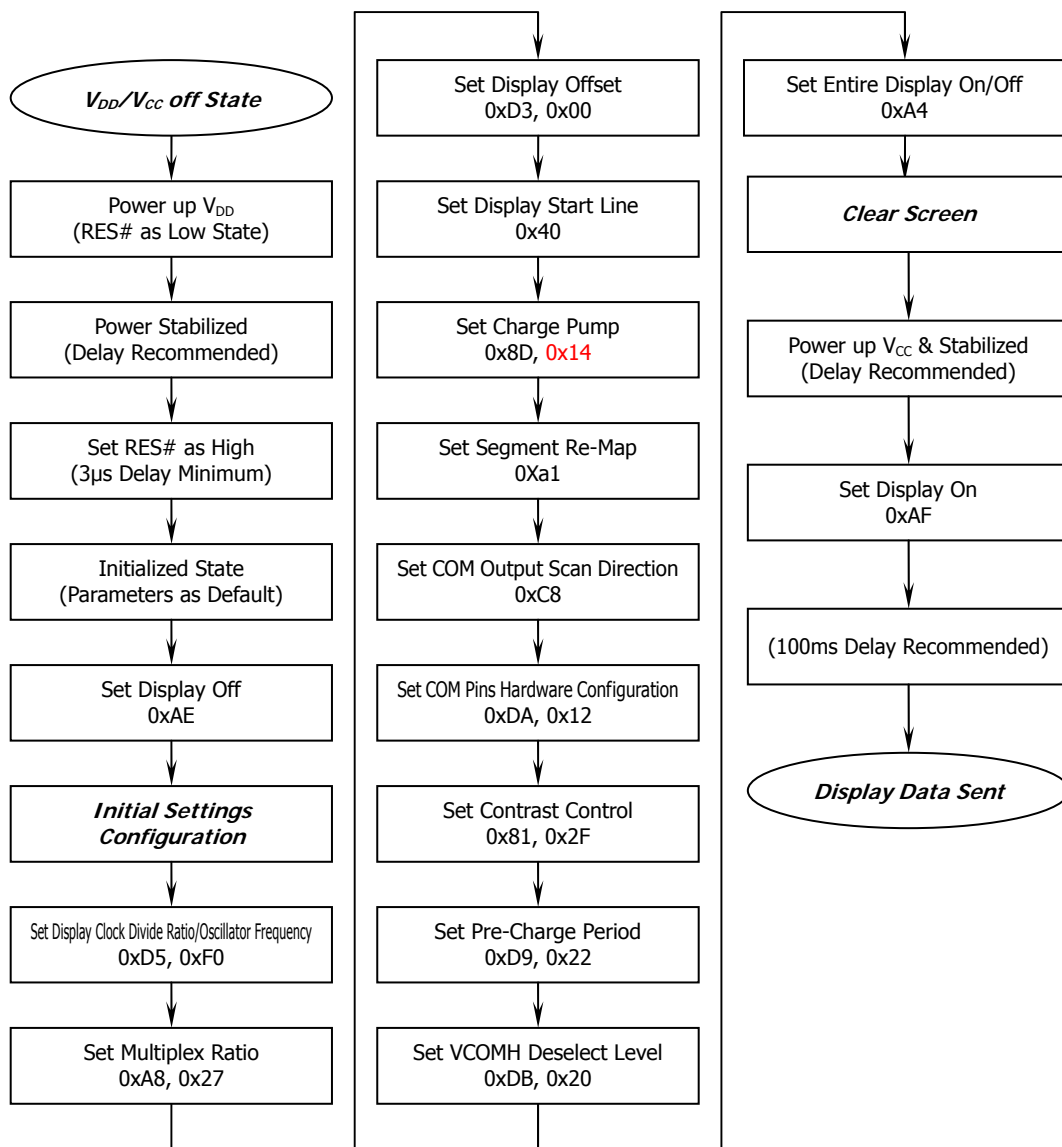 V_DD/V_CC off State
Power up V_DD
(RES# as Low State)
Power Stabilized
(Delay Recommended)
Set RES# as High
(3μs Delay Minimum)
Initialized State
(Parameters as Default)
Set Display Off
0xAE
Initial Settings
Configuration
Set Display Clock Divide Ratio/Oscillator Frequency
0xD5, 0xF0
Set Multiplex Ratio
0xA8, 0x27
Set Display Offset
0xD3, 0x00
Set Display Start Line
0x40
Set Charge Pump
0x8D, 0x14
Set Segment Re-Map
0Xa1
Set COM Output Scan Direction
0xC8
Set COM Pins Hardware Configuration
0xDA, 0x12
Set Contrast Control
0x81, 0x2F
Set Pre-Charge Period
0xD9, 0x22
Set VCOMH Deselect Level
0xDB, 0x20
Set Entire Display On/Off
0xA4
Clear Screen
Power up V_CC & Stabilized
(Delay Recommended)
Set Display On
0xAF
(100ms Delay Recommended)
Display Data Sent